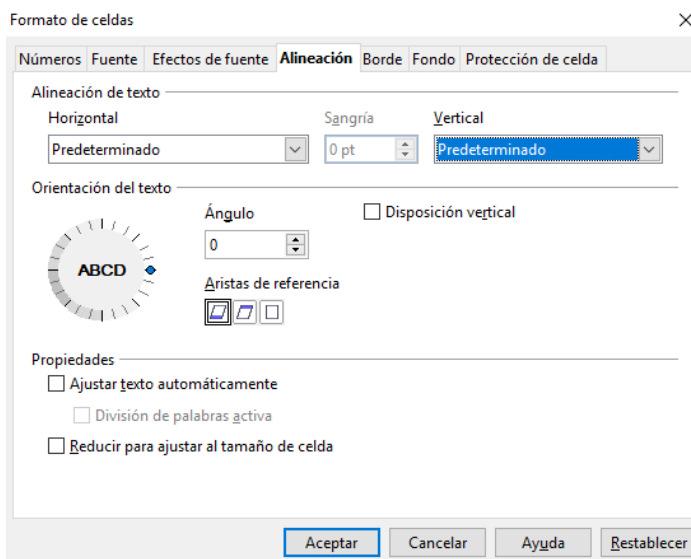 Formato de celdas
Números Fuente Efectos de fuente Alineación Borde Fondo Protección de celda
Alineación de texto
Horizontal Sangría Vertical
Predeterminado 0 pt Predeterminado
Orientación del texto
Ángulo Disposición vertical
0
ABCD
Aristas de referencia
Propiedades
Ajustar texto automáticamente
División de palabras activa
Reducir para ajustar al tamaño de celda
Aceptar Cancelar Ayuda Restablecer